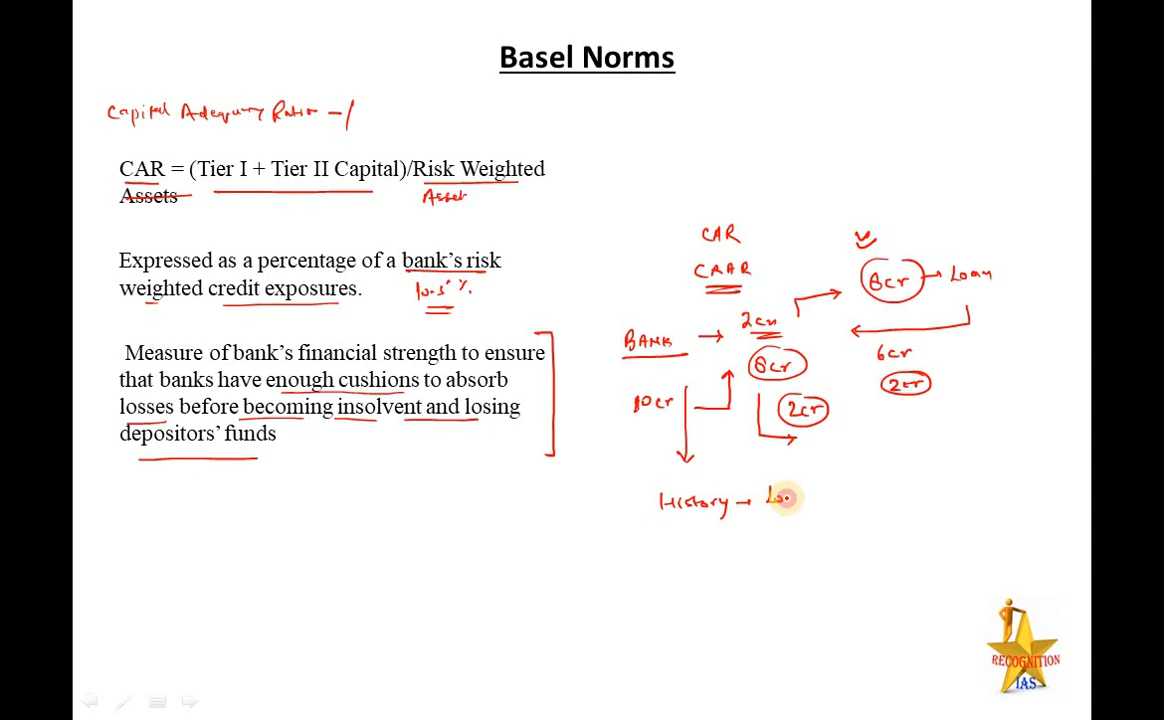 Basel Norms
Capital Adequacy Ratio -
CAR = (Tier I + Tier II Capital)/Risk Weighted
Assets
Asset
Expressed as a percentage of a bank's risk
weighted credit exposures.
10.5 %.
Measure of bank's financial strength to ensure
that banks have enough cushions to absorb
losses before becoming insolvent and losing
depositors' funds
CAR
CRAR
BANK → 2cr
8cr
10cr
2cr
8cr → Loan
6cr
2cr
History →
RECOGNITION
IAS